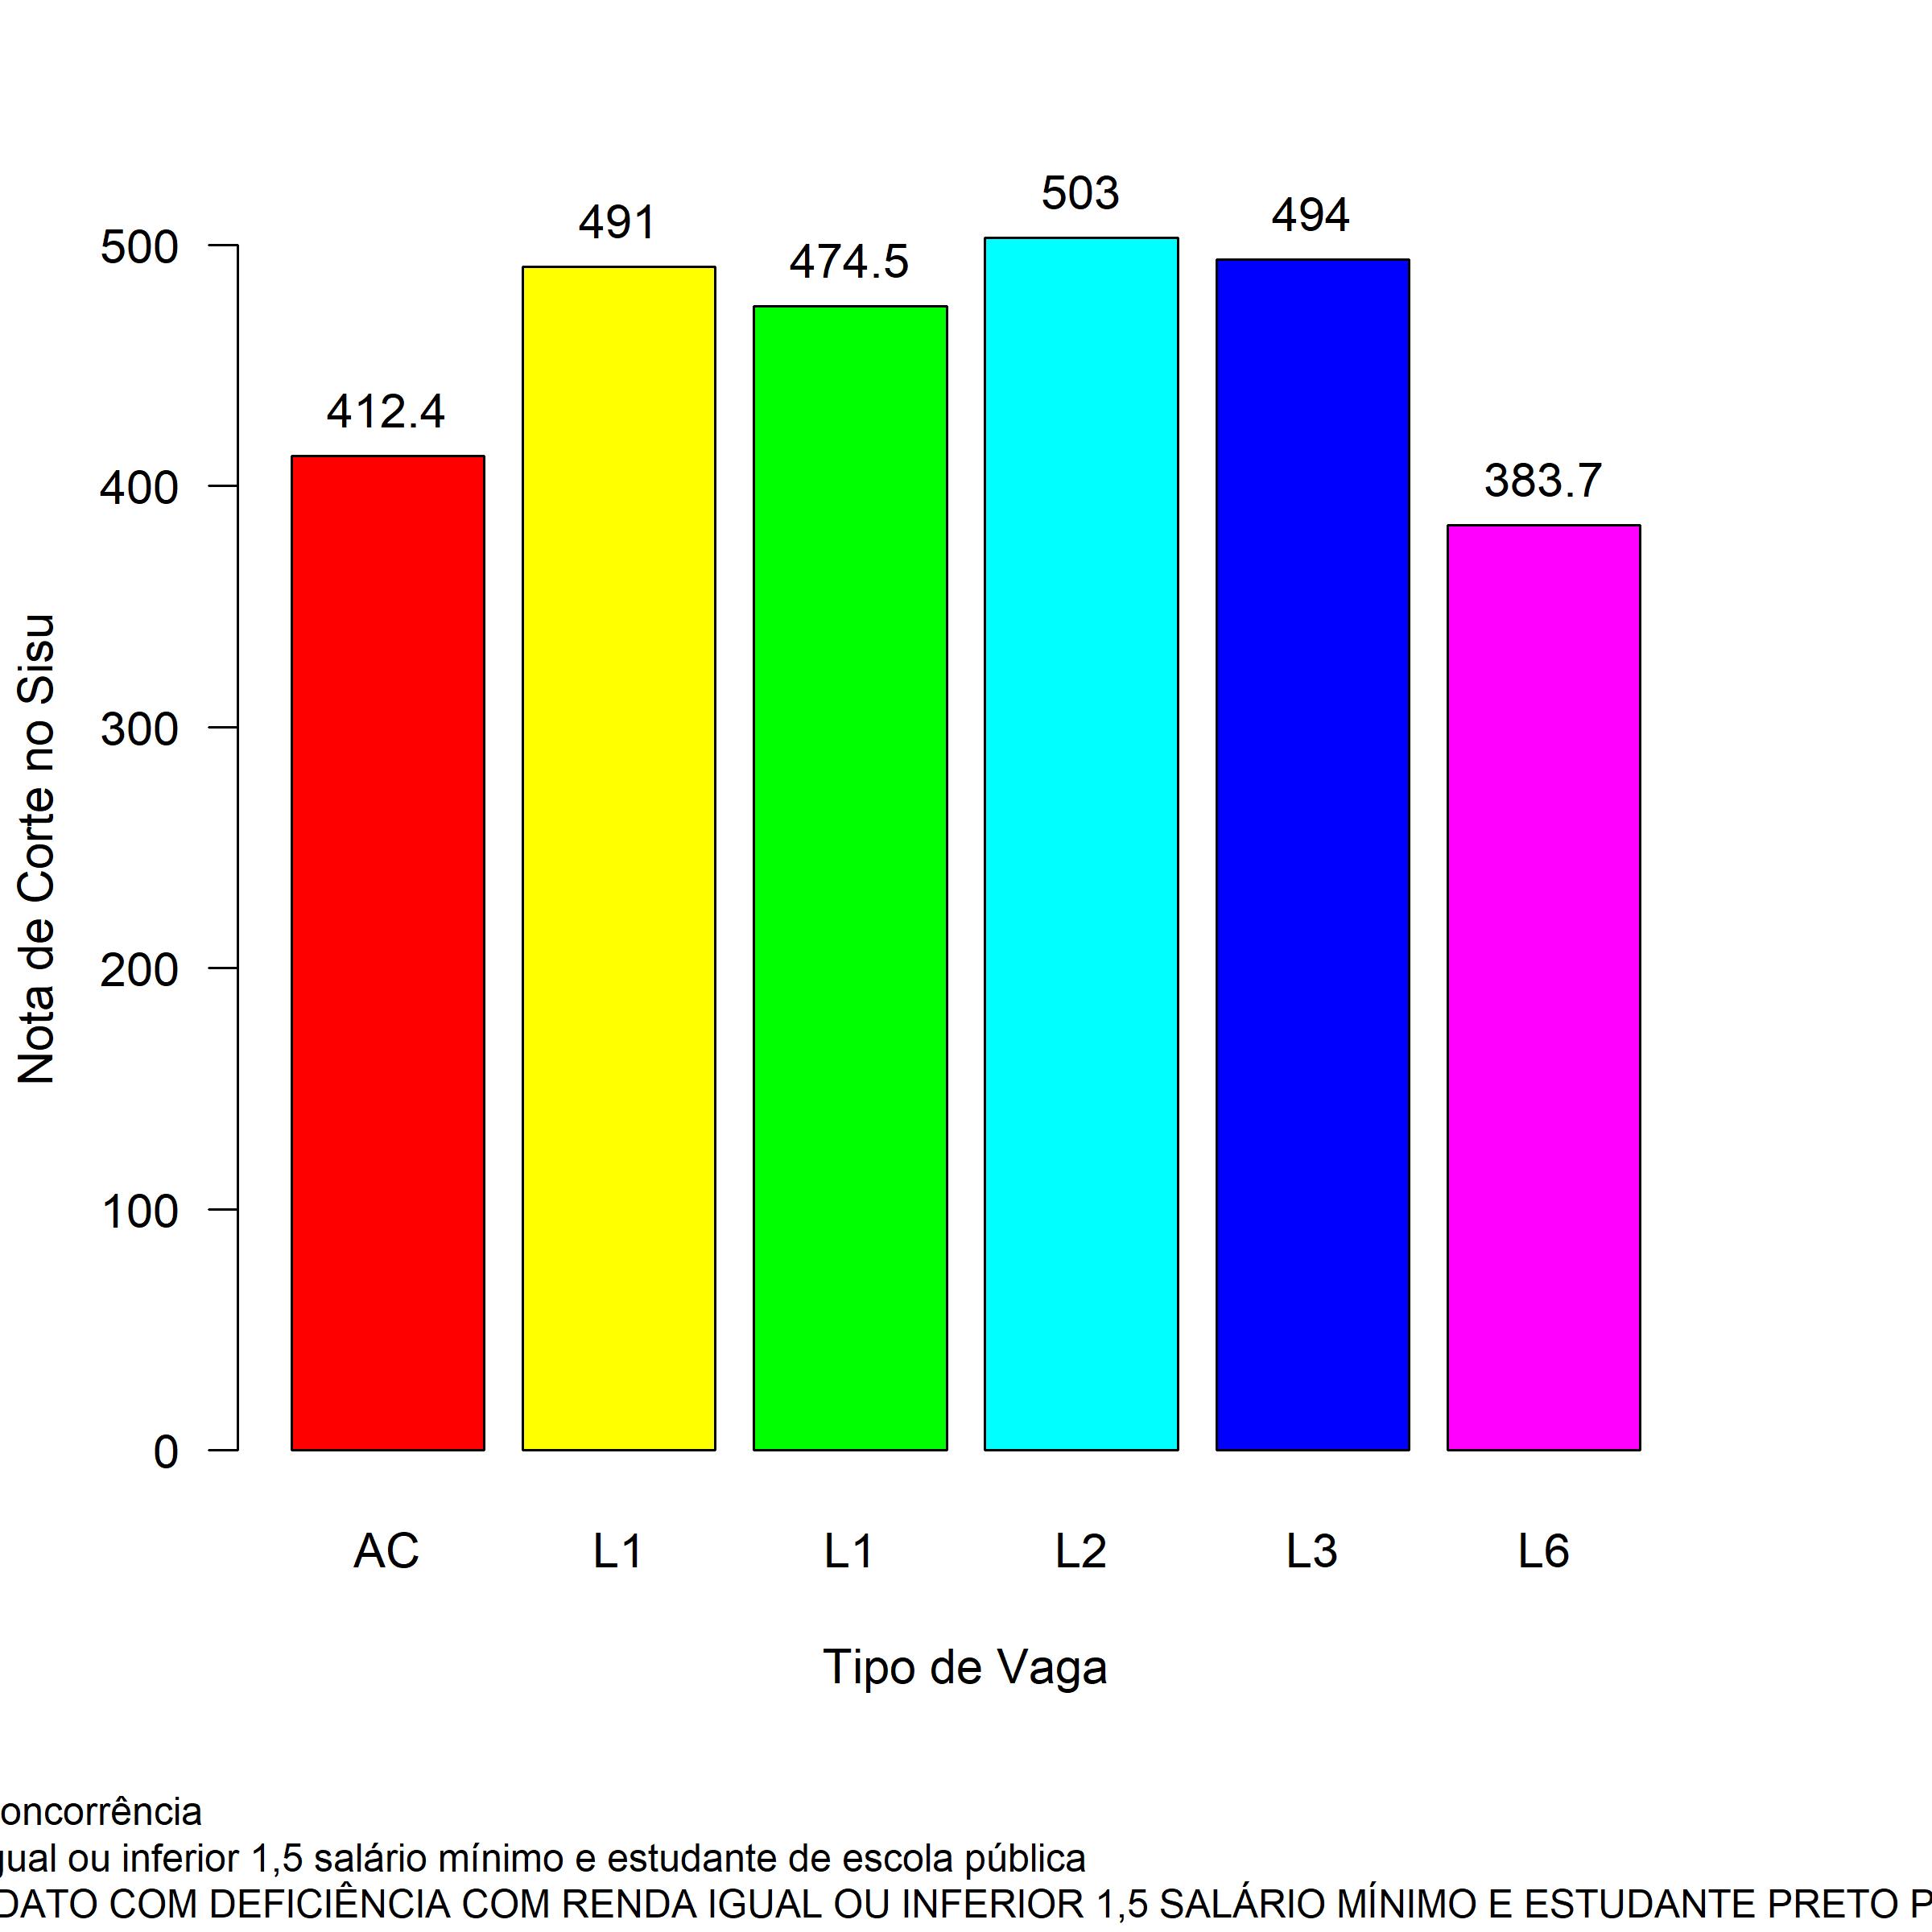 503
494
491
474.5
412.4
383.7
500
400
300
200
100
0
Nota de Corte no Sisu
AC L1 L1 L2 L3 L6
Tipo de Vaga
oncorrência
gual ou inferior 1,5 salário mínimo e estudante de escola pública
DATO COM DEFICIÊNCIA COM RENDA IGUAL OU INFERIOR 1,5 SALÁRIO MÍNIMO E ESTUDANTE PRETO P